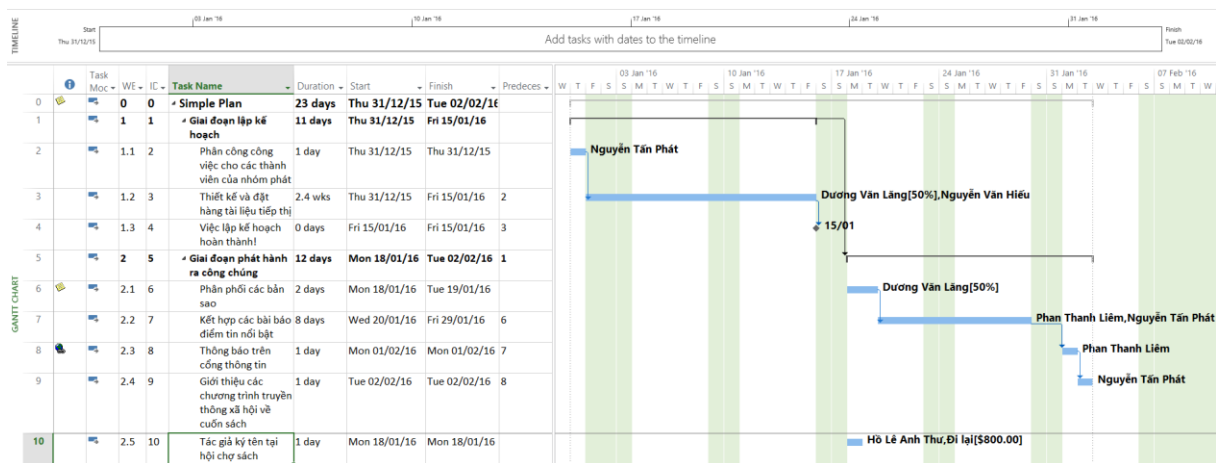 03 Jan '16 10 Jan '16 17 Jan '16 24 Jan '16 31 Jan '16
TIMELINE
Start
Thu 31/12/15
Add tasks with dates to the timeline
Finish
Tue 02/02/16
GANTT CHART
Task
Moc WE ID Task Name Duration Start Finish Predeces
03 Jan '16 10 Jan '16 17 Jan '16 24 Jan '16 31 Jan '16 07 Feb '16
W T F S S M T W T F S S M T W T F S S M T W T F S S M T W T F S S M T W T F S S M T W
0 0 0 Simple Plan 23 days Thu 31/12/15 Tue 02/02/16
1 1 1 Giai đoạn lập kế 11 days Thu 31/12/15 Fri 15/01/16
hoạch
2 1.1 2 Phân công công 1 day Thu 31/12/15 Thu 31/12/15 Nguyễn Tấn Phát
việc cho các thành
viên của nhóm phát
3 1.2 3 Thiết kế và đặt 2.4 wks Thu 31/12/15 Fri 15/01/16 2 Dương Văn Lăng[50%],Nguyễn Văn Hiếu
hàng tài liệu tiếp thị
4 1.3 4 Việc lập kế hoạch 0 days Fri 15/01/16 Fri 15/01/16 3 15/01
hoàn thành!
5 2 5 Giai đoạn phát hành 12 days Mon 18/01/16 Tue 02/02/16 1
ra công chúng
6 2.1 6 Phân phối các bản 2 days Mon 18/01/16 Tue 19/01/16 Dương Văn Lăng[50%]
sao
7 2.2 7 Kết hợp các bài báo 8 days Wed 20/01/16 Fri 29/01/16 6 Phan Thanh Liêm,Nguyễn Tấn Phát
điểm tin nổi bật
8 2.3 8 Thông báo trên 1 day Mon 01/02/16 Mon 01/02/16 7 Phan Thanh Liêm
cổng thông tin
9 2.4 9 Giới thiệu các 1 day Tue 02/02/16 Tue 02/02/16 8 Nguyễn Tấn Phát
chương trình truyền
thông xã hội về
cuốn sách
10 2.5 10 Tác giả ký tên tại 1 day Mon 18/01/16 Mon 18/01/16 Hồ Lê Anh Thư,Đi lại[$800.00]
hội chợ sách